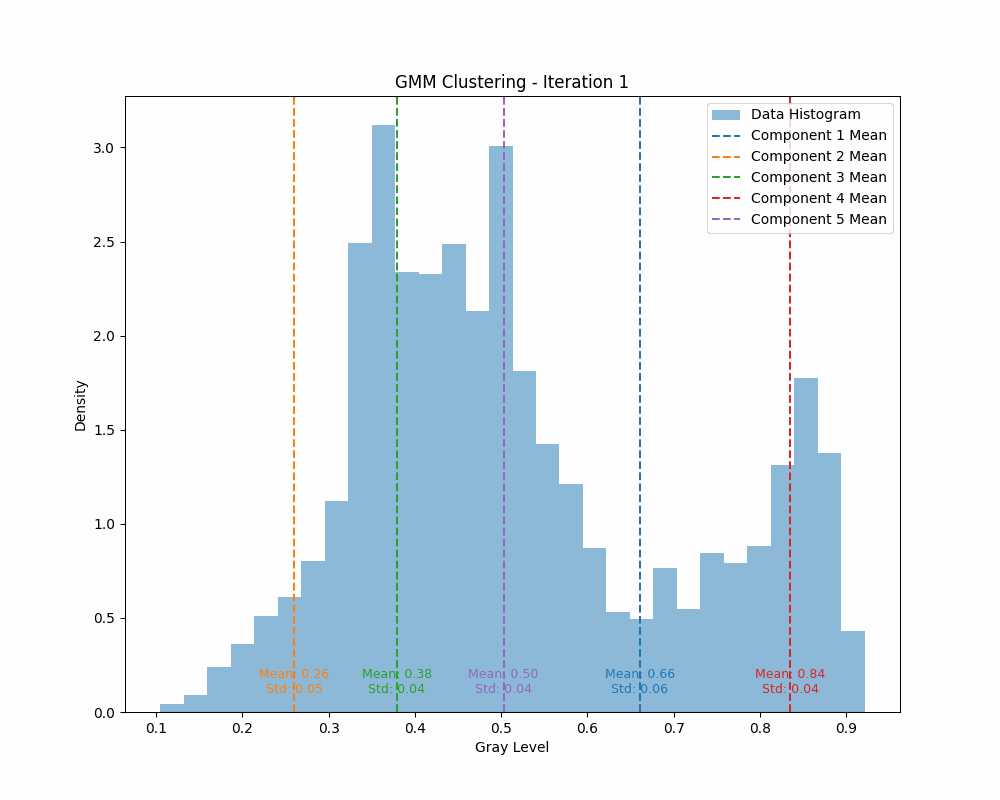 GMM Clustering - Iteration 1
Data Histogram
Component 1 Mean
Component 2 Mean
Component 3 Mean
Component 4 Mean
Component 5 Mean
Density
3.0
2.5
2.0
1.5
1.0
0.5
0.0
Mean: 0.26
Std: 0.05
Mean: 0.38
Std: 0.04
Mean: 0.50
Std: 0.04
Mean: 0.66
Std: 0.06
Mean: 0.84
Std: 0.04
0.1 0.2 0.3 0.4 0.5 0.6 0.7 0.8 0.9
Gray Level